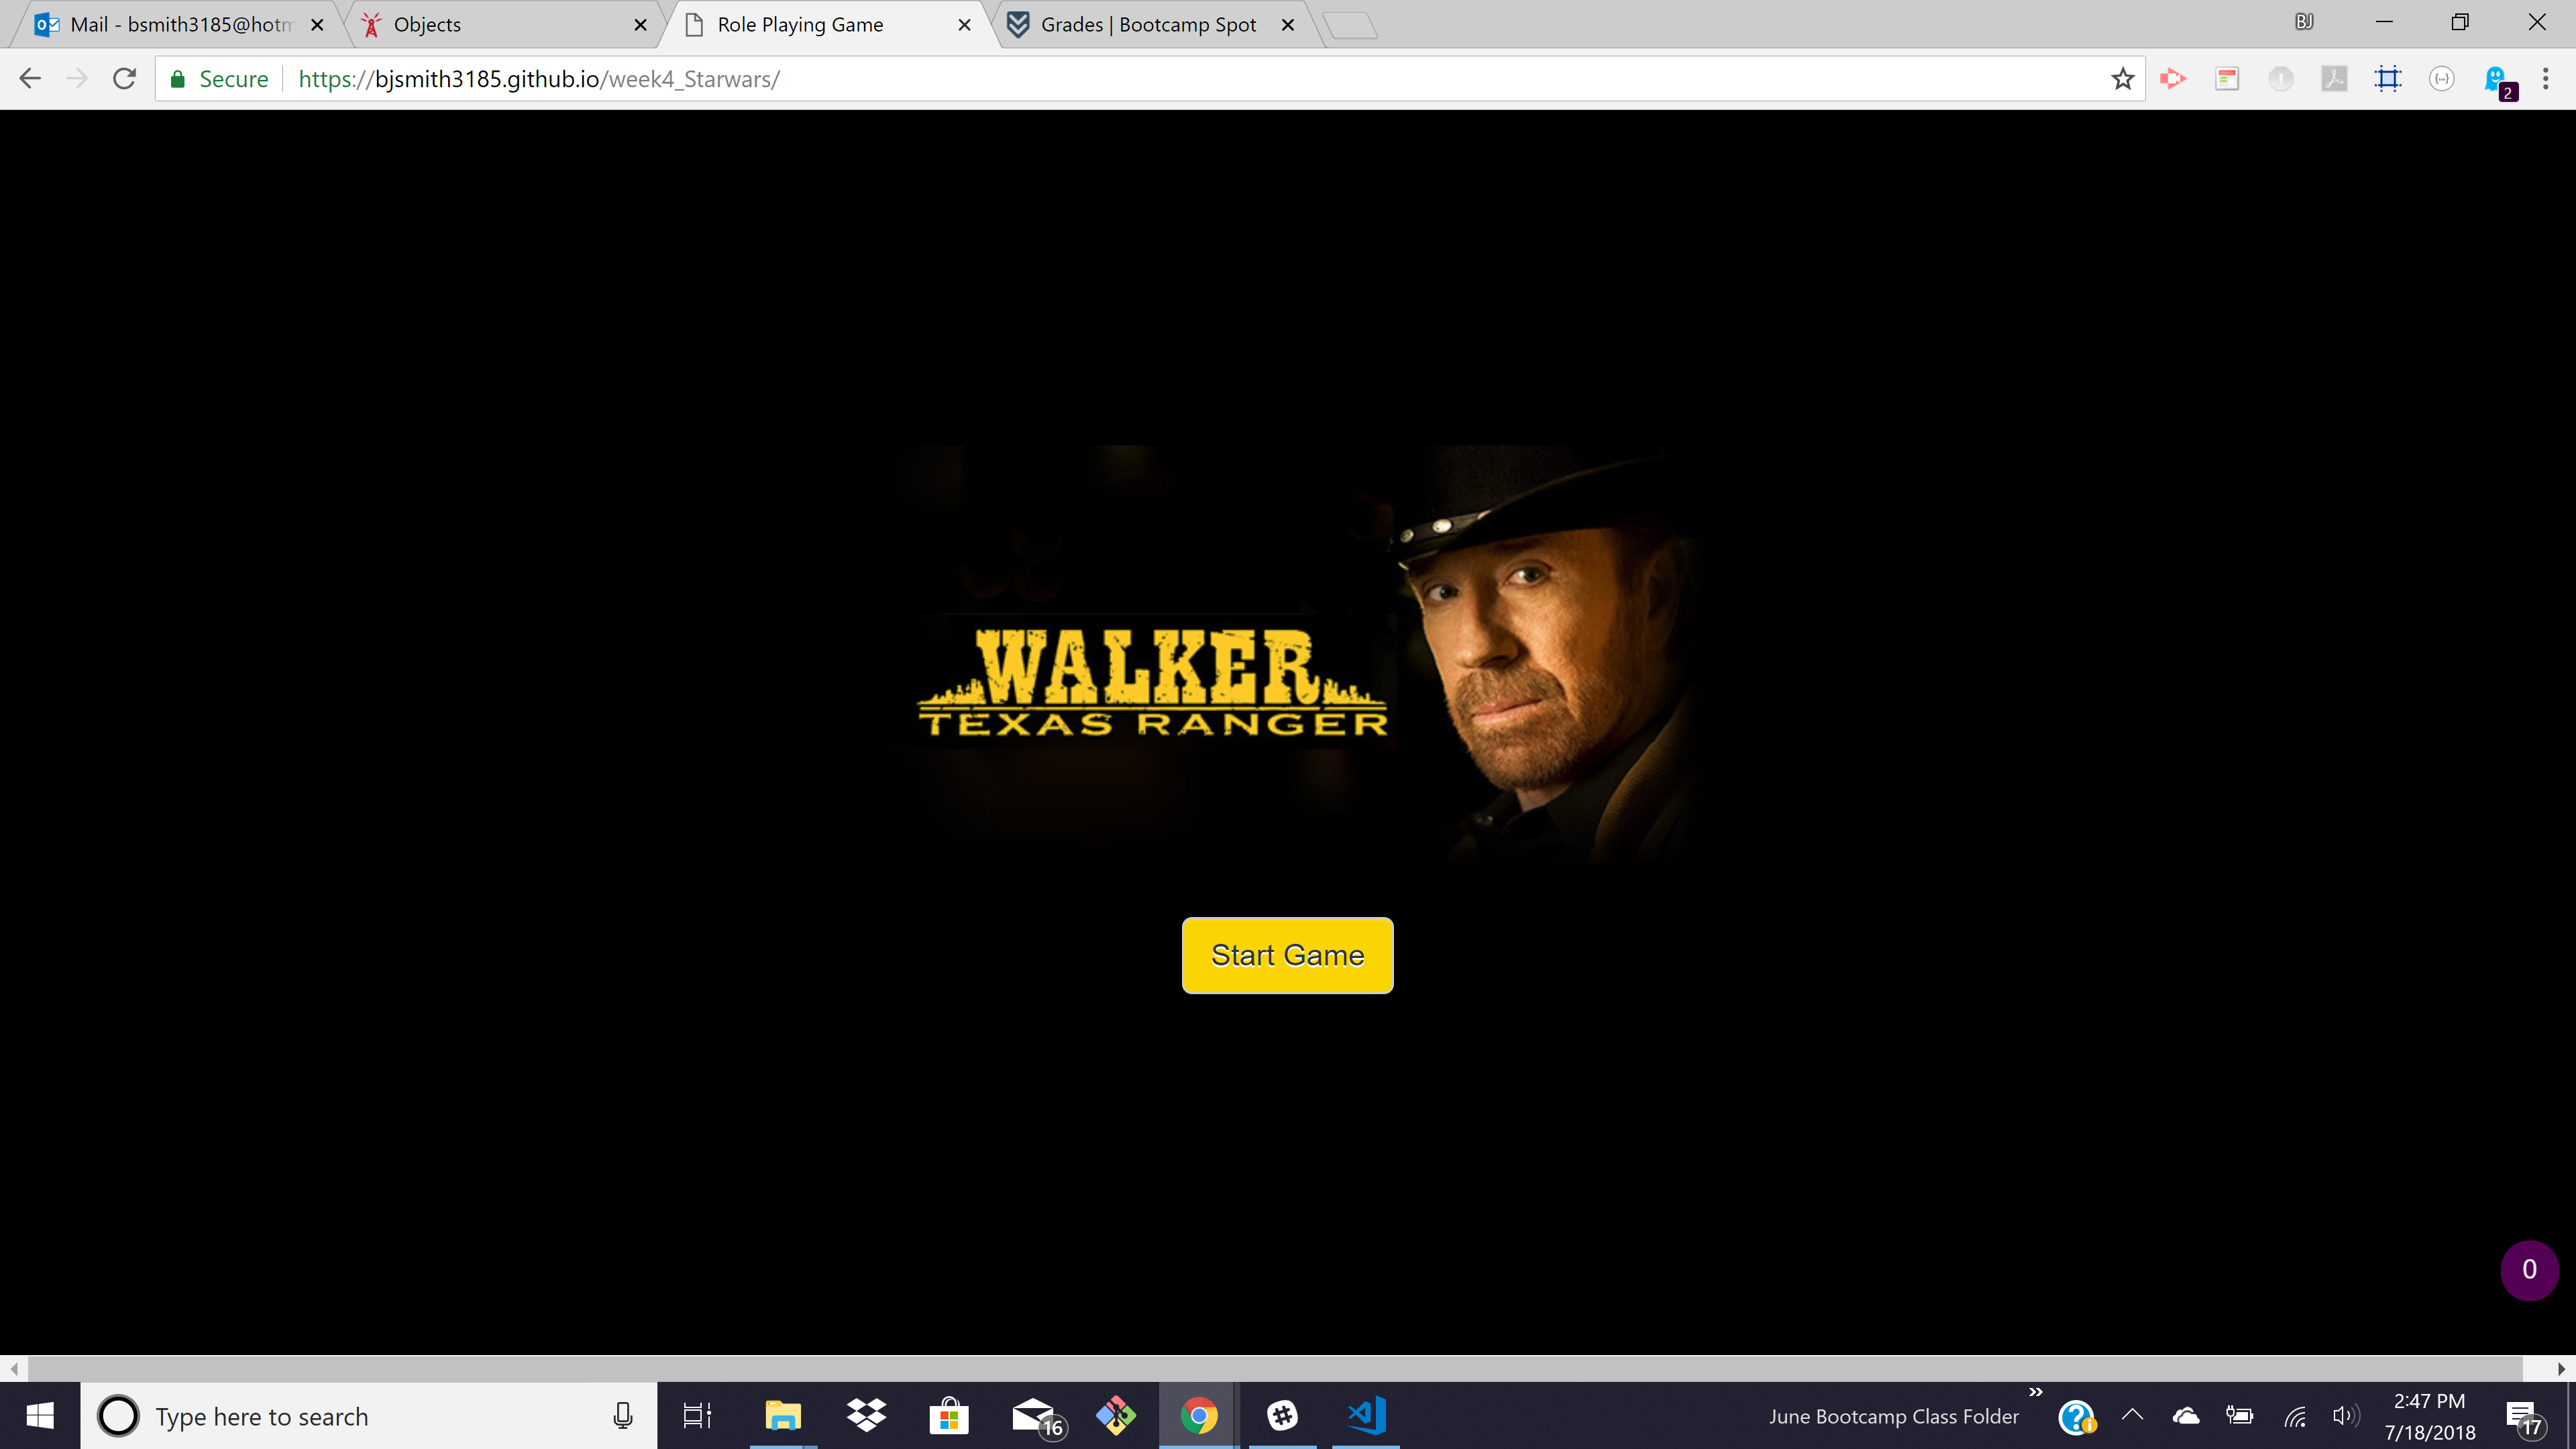 Mail - bsmith3185@hotm
Objects
Role Playing Game
Grades | Bootcamp Spot
BJ
Secure
https://bjsmith3185.github.io/week4_Starwars/
2
WALKER
TEXAS RANGER
Start Game
0
Type here to search
16
June Bootcamp Class Folder
2:47 PM
7/18/2018
17